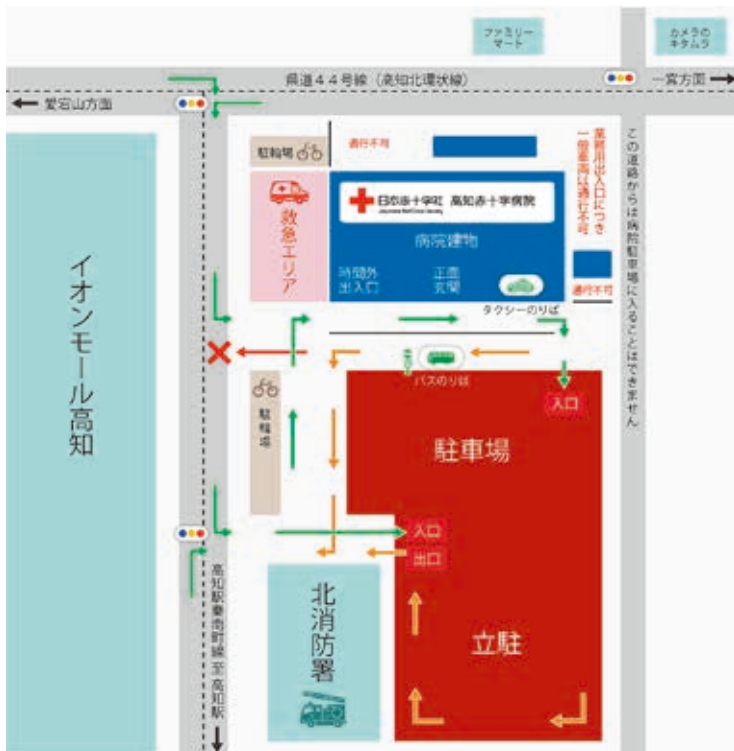 ファミリー
マート
カメラの
キタムラ
県道44号線(高知北環状線)
一宮方面
愛宕山方面
駐輪場
通行不可
業務用出入口につき
一般車両は通行不可
この道路からは病院駐車場に入ることはできません
日本赤十字社 高知赤十字病院
救急エリア
病院建物
時間外
出入口
正面
玄関
通行不可
タクシーのりば
イオンモール高知
バスのりば
入口
駐輪場
駐車場
入口
出口
北消防署
立駐
高知駅秦南町線 至 高知駅